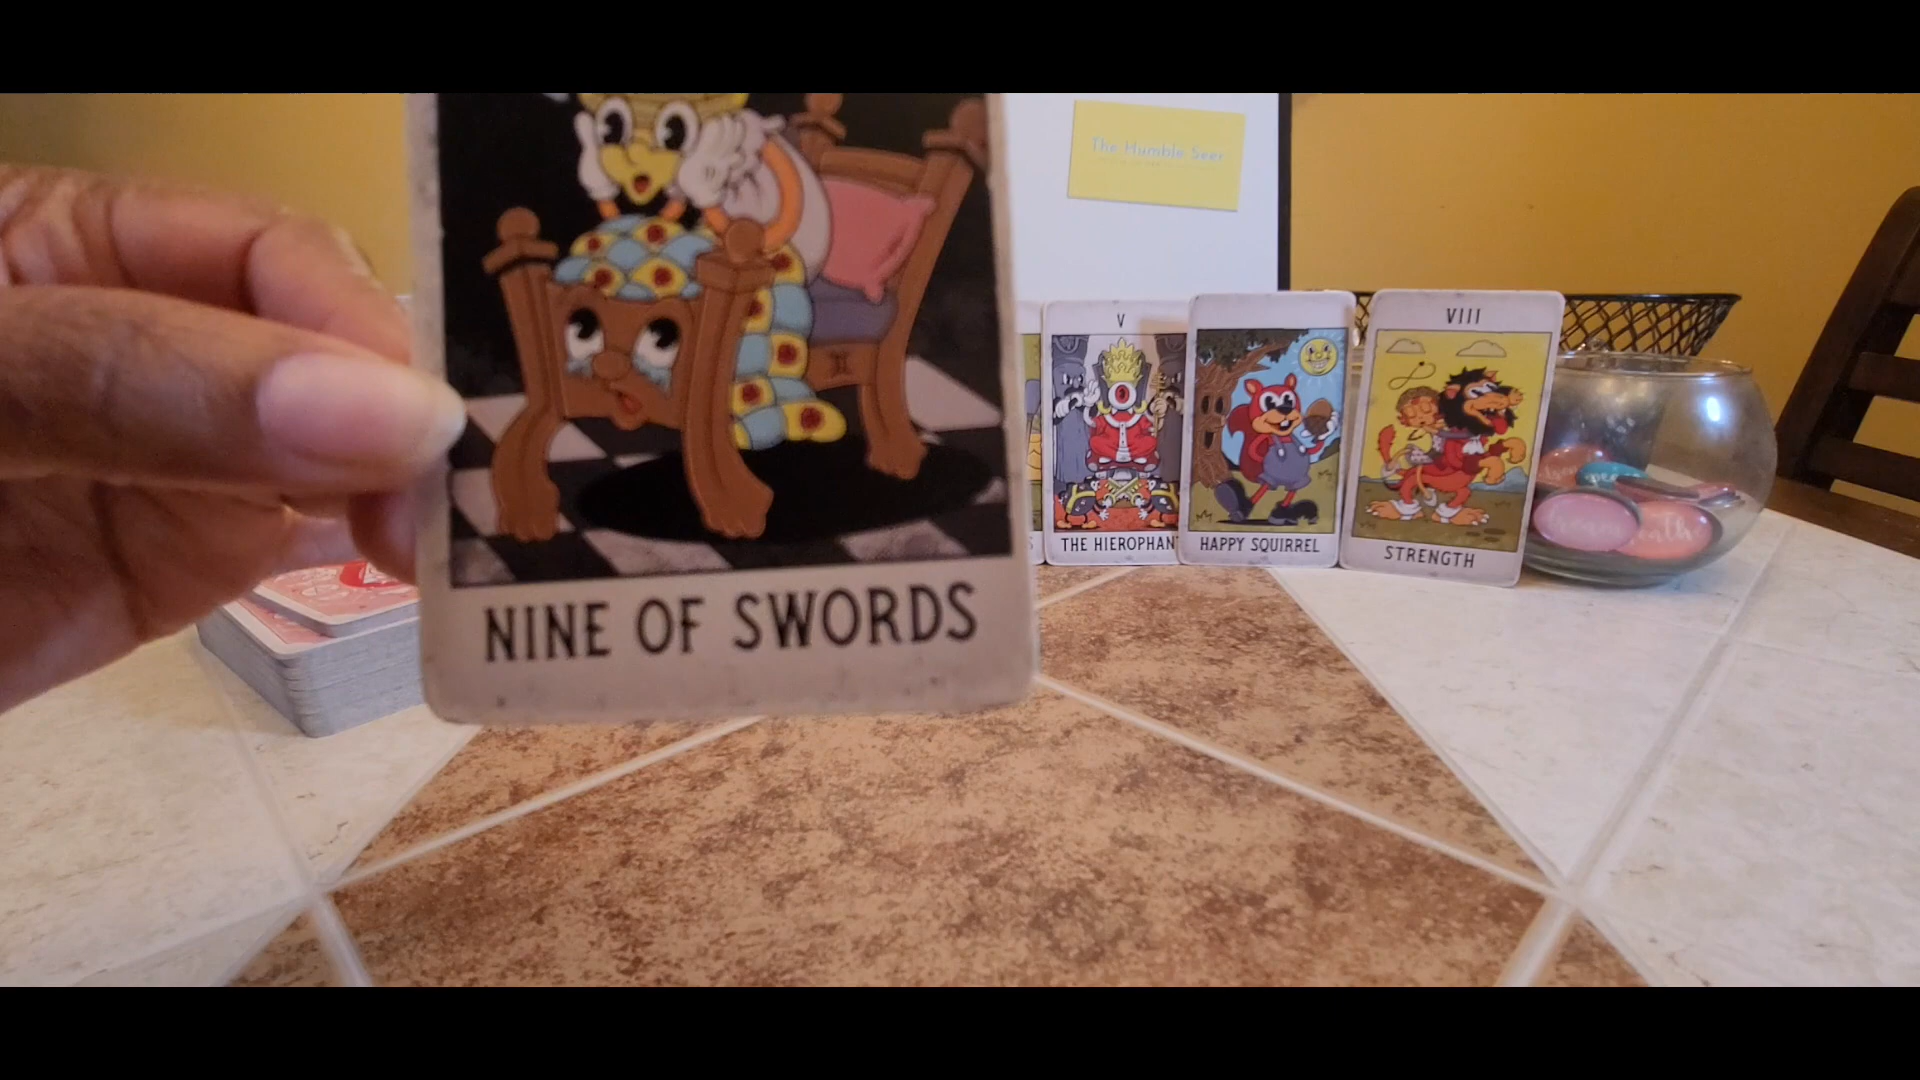 The Humble Seer
V
VIII
THE HIEROPHANT
HAPPY SQUIRREL
STRENGTH
NINE OF SWORDS